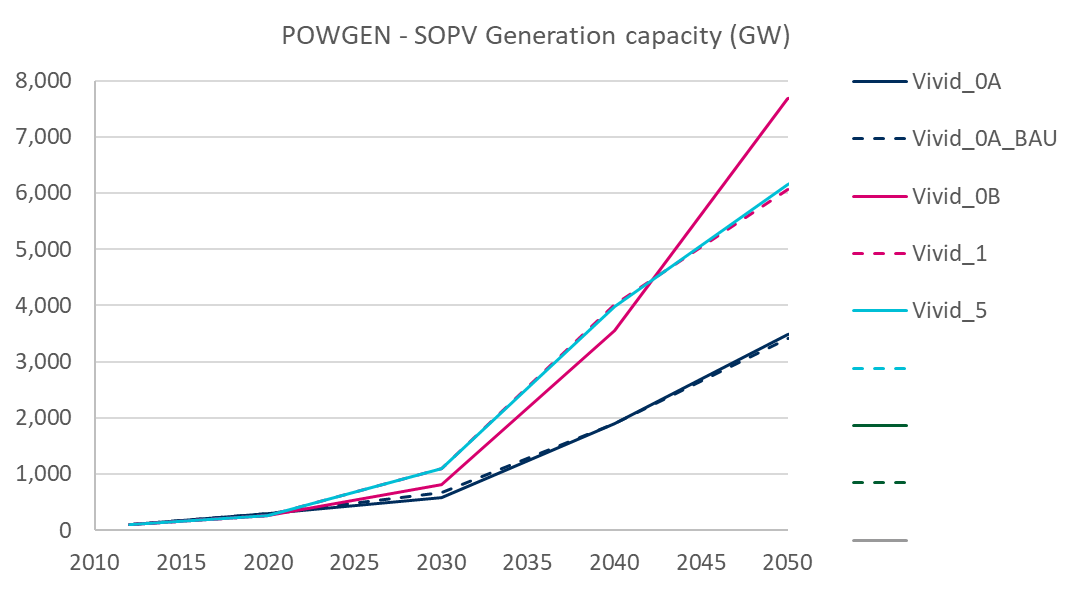 POWGEN - SOPV Generation capacity (GW)
8,000
7,000
6,000
5,000
4,000
3,000
2,000
1,000
0
2010 2015 2020 2025 2030 2035 2040 2045 2050
Vivid_0A
Vivid_0A_BAU
Vivid_0B
Vivid_1
Vivid_5